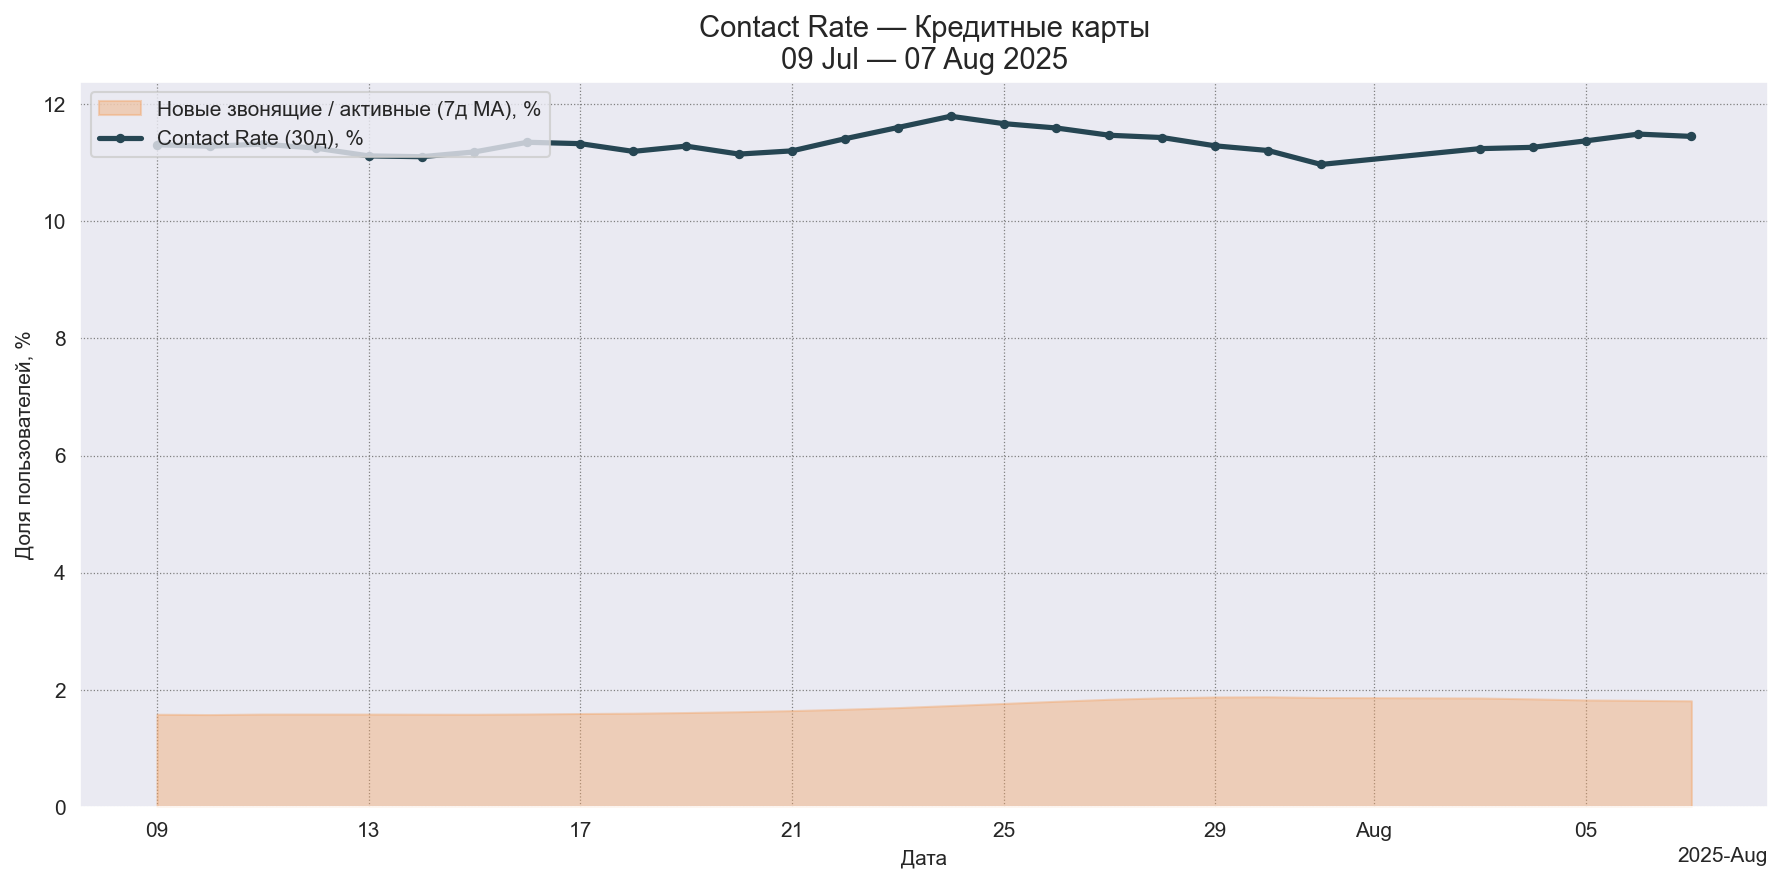 Contact Rate — Кредитные карты
09 Jul — 07 Aug 2025
Новые звонящие / активные (7д MA), %
Contact Rate (30д), %
Доля пользователей, %
12
10
8
6
4
2
0
09 13 17 21 25 29 Aug 05
Дата
2025-Aug